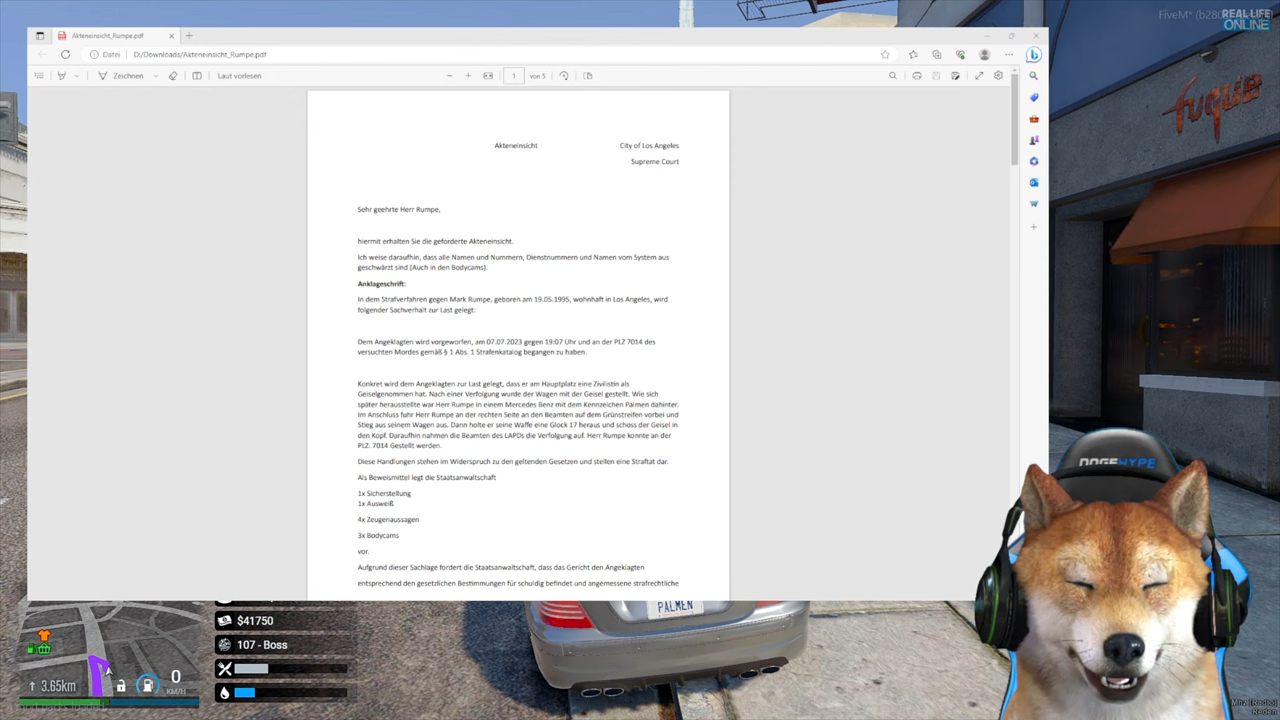 FiveM* (b280
REAL LIFE
ONLINE
Akteneinsicht_Rumpe.pdf
Datei
D:/Downloads/Akteneinsicht_Rumpe.pdf
Zeichnen
Laut vorlesen
1
von 5
fuque
Akteneinsicht
City of Los Angeles
Supreme Court
Sehr geehrte Herr Rumpe,
hiermit erhalten Sie die geforderte Akteneinsicht.
Ich weise daraufhin, dass alle Namen und Nummern, Dienstnummern und Namen vom System aus
geschwärzt sind (Auch in den Bodycams).
Anklageschrift:
In dem Strafverfahren gegen Mark Rumpe, geboren am 19.05.1995, wohnhaft in Los Angeles, wird
folgender Sachverhalt zur Last gelegt:
Dem Angeklagten wird vorgeworfen, am 07.07.2023 gegen 19:07 Uhr und an der PLZ 7014 des
versuchten Mordes gemäß § 1 Abs. 1 Strafenkatalog begangen zu haben.
Konkret wird dem Angeklagten zur Last gelegt, dass er am Hauptplatz eine Zivilistin als
Geiselgenommen hat. Nach einer Verfolgung wurde der Wagen mit der Geisel gestellt. Wie sich
später herausstellte war Herr Rumpe in einem Mercedes Benz mit dem Kennzeichen Palmen dahinter.
Im Anschluss fuhr Herr Rumpe an der rechten Seite an den Beamten auf dem Grünstreifen vorbei und
Stieg aus seinem Wagen aus. Dann holte er seine Waffe eine Glock 17 heraus und schoss der Geisel in
den Kopf. Daraufhin nahmen die Beamten des LAPDs die Verfolgung auf. Herr Rumpe konnte an der
PLZ. 7014 Gestellt werden.
Diese Handlungen stehen im Widerspruch zu den geltenden Gesetzen und stellen eine Straftat dar.
Als Beweismittel legt die Staatsanwaltschaft
1x Sicherstellung
1x Ausweiß
4x Zeugenaussagen
3x Bodycams
vor.
Aufgrund dieser Sachlage fordert die Staatsanwaltschaft, dass das Gericht den Angeklagten
entsprechend den gesetzlichen Bestimmungen für schuldig befindet und angemessene strafrechtliche
DOGEHYPE
PALMEN
$41750
107 - Boss
3.65km
0
KM/H